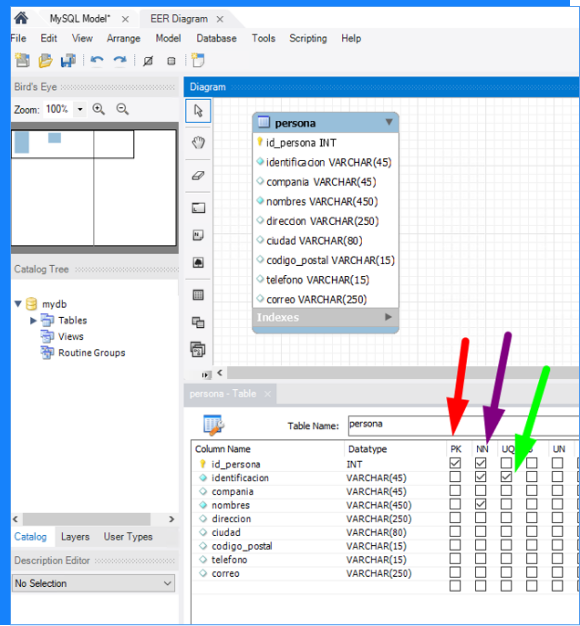 MySQL Model* × EER Diagram ×
File Edit View Arrange Model Database Tools Scripting Help
Bird's Eye
Zoom: 100%
Diagram
persona
id_persona INT
identificacion VARCHAR(45)
compania VARCHAR(45)
nombres VARCHAR(450)
direccion VARCHAR(250)
ciudad VARCHAR(80)
codigo_postal VARCHAR(15)
telefono VARCHAR(15)
correo VARCHAR(250)
Indexes
Catalog Tree
mydb
Tables
Views
Routine Groups
Catalog Layers User Types
Description Editor
No Selection
persona - Table ×
Table Name: persona
Column Name Datatype PK NN UQ UN
id_persona INT
identificacion VARCHAR(45)
compania VARCHAR(45)
nombres VARCHAR(450)
direccion VARCHAR(250)
ciudad VARCHAR(80)
codigo_postal VARCHAR(15)
telefono VARCHAR(15)
correo VARCHAR(250)